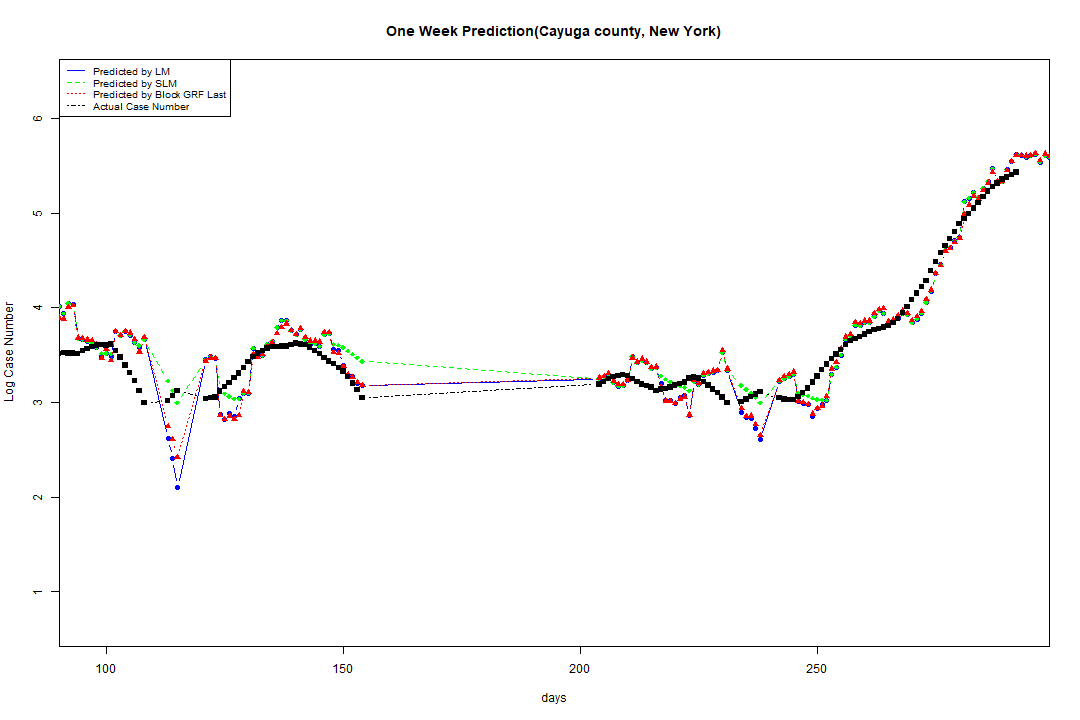 One Week Prediction(Cayuga county, New York)
Predicted by LM
Predicted by SLM
Predicted by Block GRF Last
Actual Case Number
6
5
4
3
2
1
Log Case Number
100 150 200 250
days